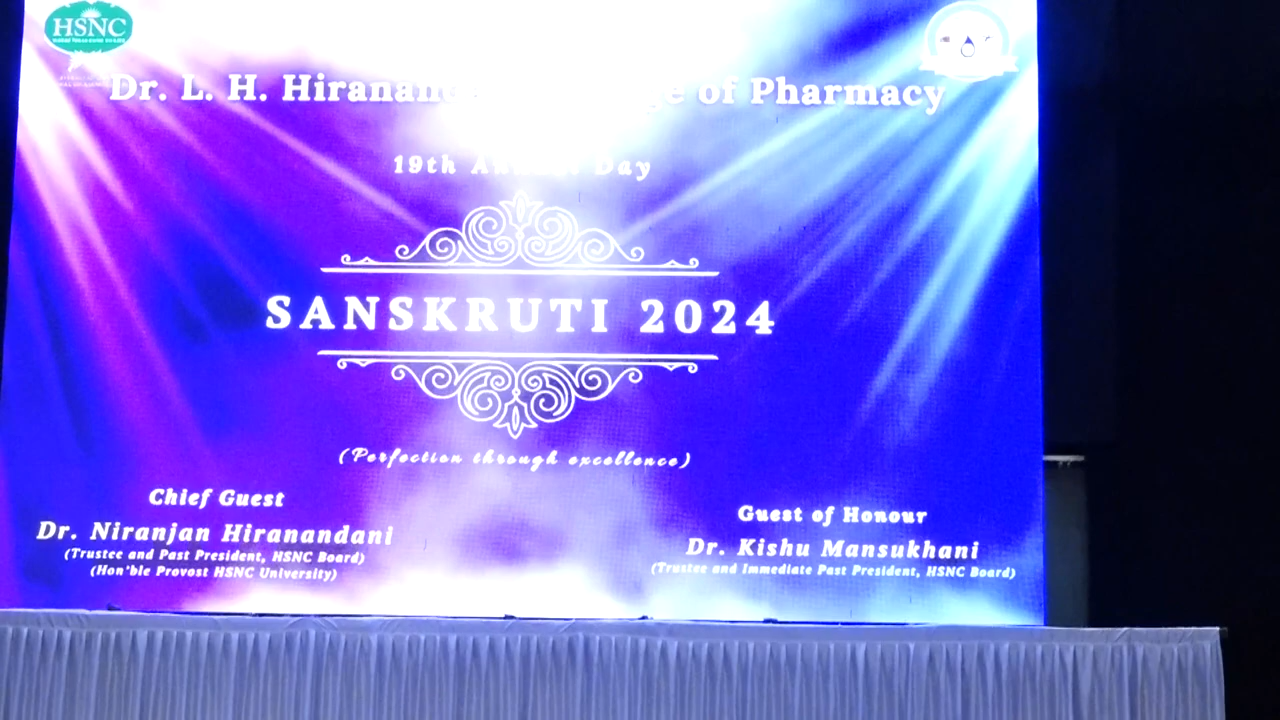 HSNC
Dr. L. H. of Pharmacy
19th Day
SANSKRUTI 2024
(Perfection through excellence)
Chief Guest
Dr. Niranjan Hiranandani
(Trustee and Past President, HSNC Board)
(Hon'ble Provost HSNC University)
Guest of Honour
Dr. Kishu Mansukhani
(Trustee and Immediate Past President, HSNC Board)